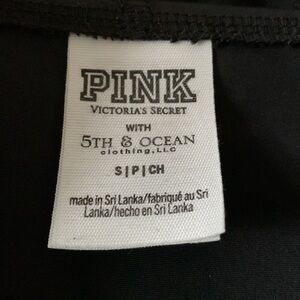 PINK
VICTORIA'S SECRET
WITH
5TH & OCEAN
clothing, LLC
S|P|CH
made in Sri Lanka/fabriqué au Sri
Lanka/hecho en Sri Lanka